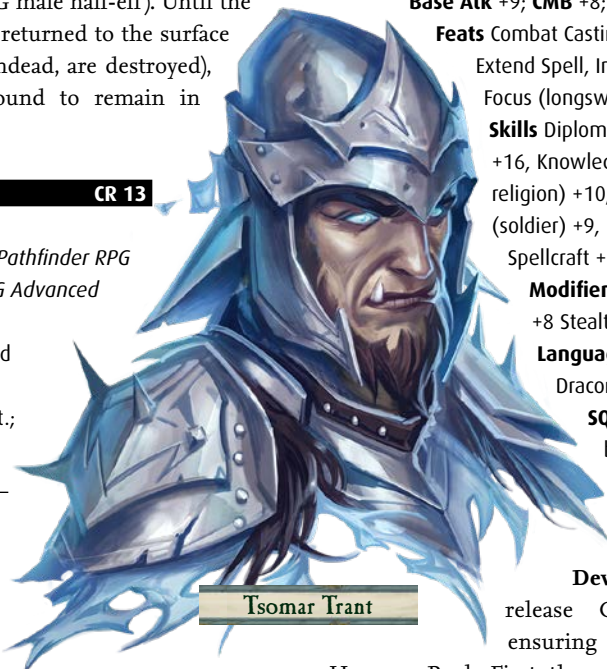 G male half-elf). Until the
returned to the surface
ndead, are destroyed),
ound to remain in
CR 13
Pathfinder RPG
G Advanced
d
t.;
–
Base Atk +9; CMB +8;
Feats Combat Casting
Extend Spell, In
Focus (longsw
Skills Diplom
+16, Knowled
religion) +10,
(soldier) +9,
Spellcraft +
Modifier
+8 Stealt
Langua
Dracon
SQ
Dev
release
ensuring
Tsomar Trant